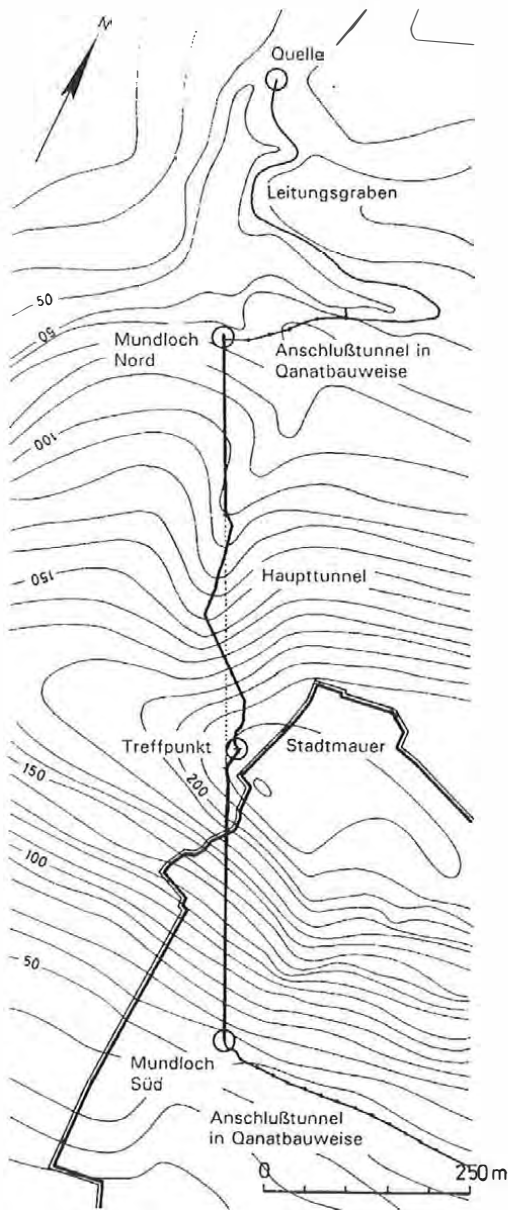 N
Quelle
Leitungsgraben
50
50
Mundloch
Nord
Anschlußtunnel in
Qanatbauweise
100
150
Haupttunnel
Treffpunkt
Stadtmauer
150
200
100
50
Mundloch
Süd
Anschlußtunnel
in Qanatbauweise
0
250 m